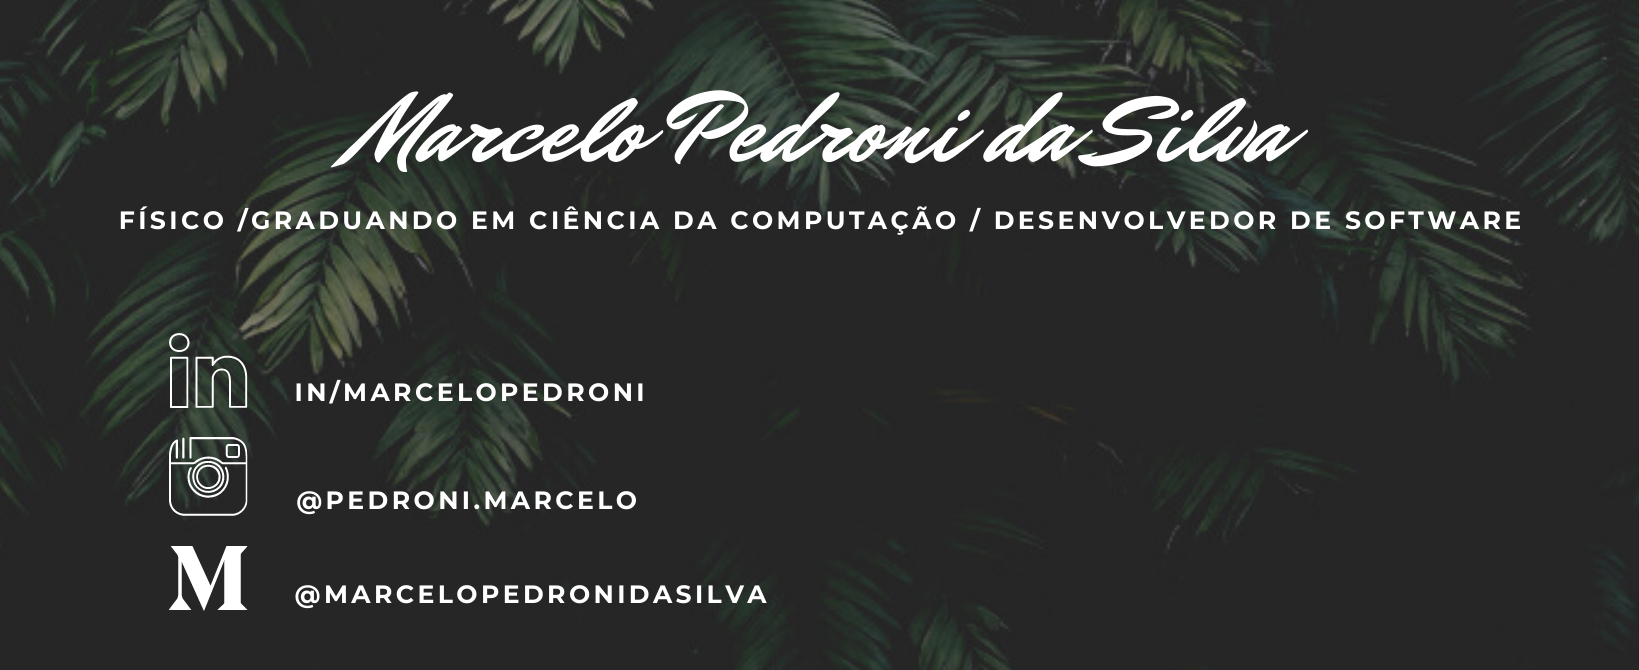 Marcelo Pedroni da Silva
FÍSICO /GRADUANDO EM CIÊNCIA DA COMPUTAÇÃO / DESENVOLVEDOR DE SOFTWARE
in IN/MARCELOPEDRONI
@PEDRONI.MARCELO
M @MARCELOPEDRONIDASILVA